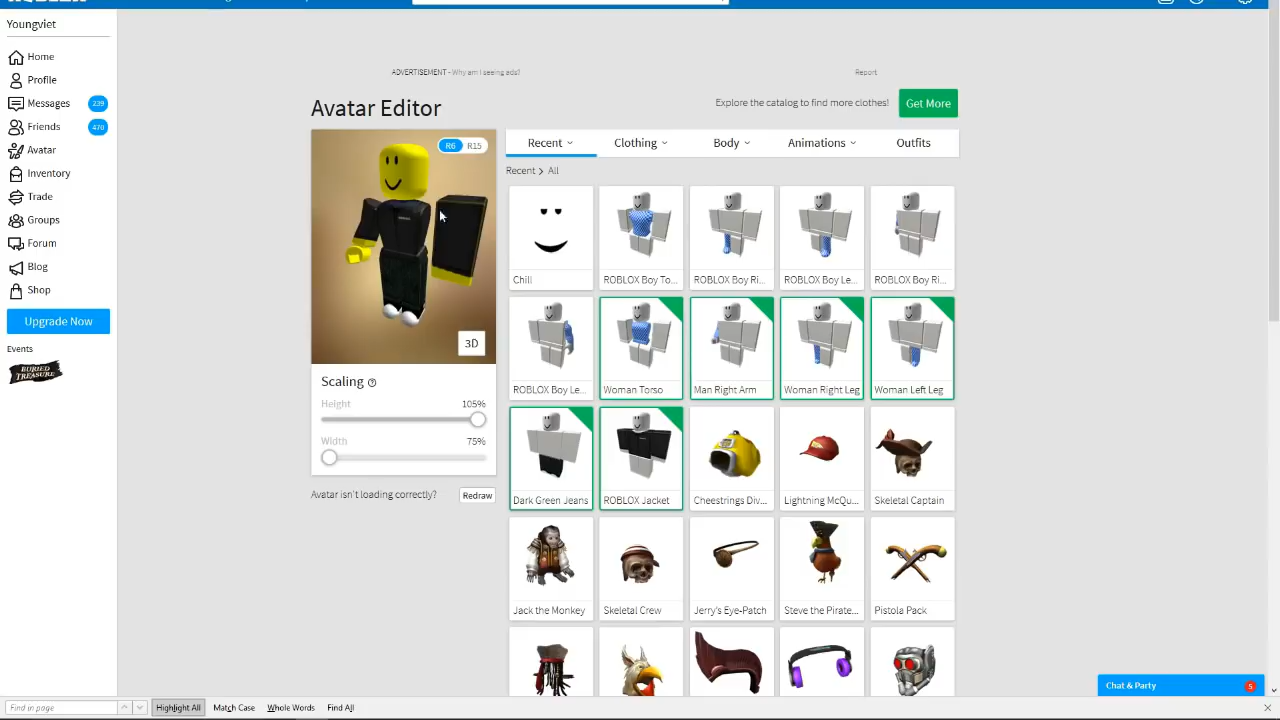 Youngviet
Home
Profile
Messages 239
Friends 470
Avatar
Inventory
Trade
Groups
Forum
Blog
Shop
Upgrade Now
Events
BURIED TREASURE
ADVERTISEMENT - Why am I seeing ads?
Report
Avatar Editor
Explore the catalog to find more clothes!
Get More
R6 R15
3D
Scaling
Height 105%
Width 75%
Avatar isn't loading correctly? Redraw
Recent Clothing Body Animations Outfits
Recent > All
Chill ROBLOX Boy To... ROBLOX Boy Ri... ROBLOX Boy Le... ROBLOX Boy Ri...
ROBLOX Boy Le... Woman Torso Man Right Arm Woman Right Leg Woman Left Leg
Dark Green Jeans ROBLOX Jacket Cheestrings Div... Lightning McQu... Skeletal Captain
Jack the Monkey Skeletal Crew Jerry's Eye-Patch Steve the Pirate... Pistola Pack
Chat & Party 5
Find in page Highlight All Match Case Whole Words Find All